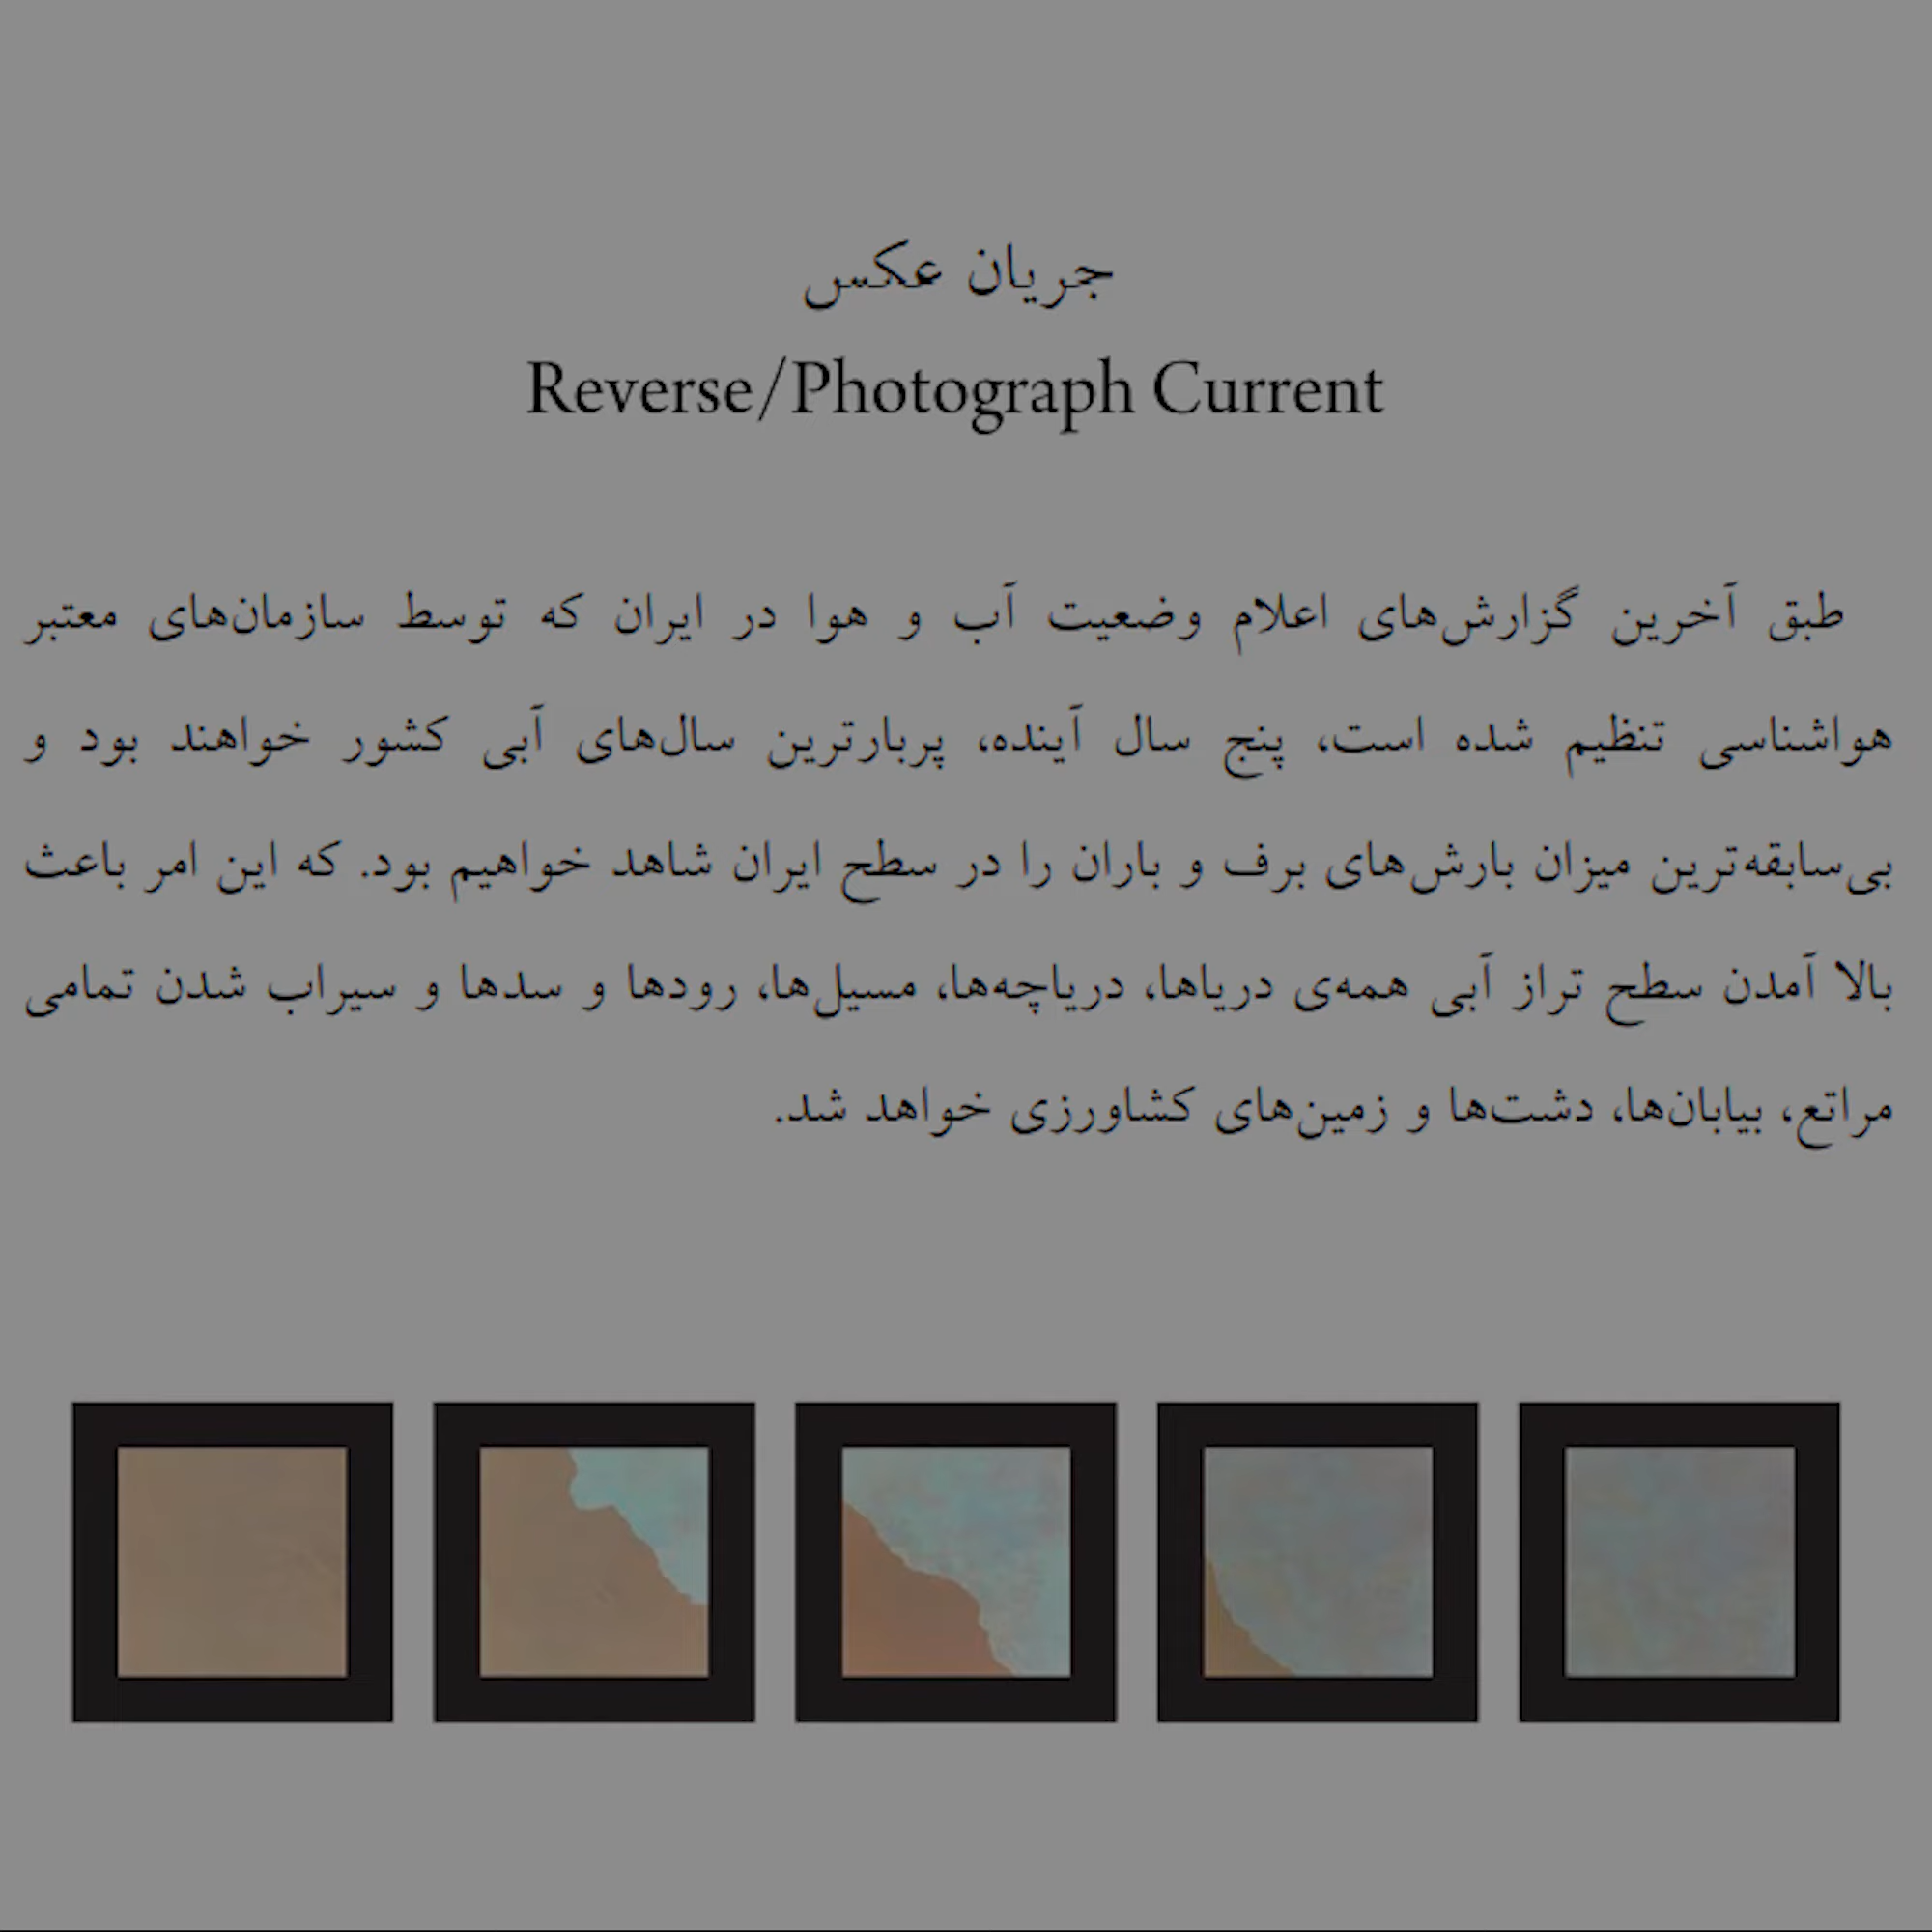 جریان عکس
Reverse/Photograph Current
طبق آخرین گزارش‌های اعلام وضعیت آب و هوا در ایران که توسط سازمان‌های معتبر
هواشناسی تنظیم شده است، پنج سال آینده، پربارترین سال‌های آبی کشور خواهند بود و
بی‌سابقه‌ترین میزان بارش‌های برف و باران را در سطح ایران شاهد خواهیم بود. که این امر باعث
بالا آمدن سطح تراز آبی همه‌ی دریاها، دریاچه‌ها، مسیل‌ها، رودها و سدها و سیراب شدن تمامی
مراتع، بیابان‌ها، دشت‌ها و زمین‌های کشاورزی خواهد شد.